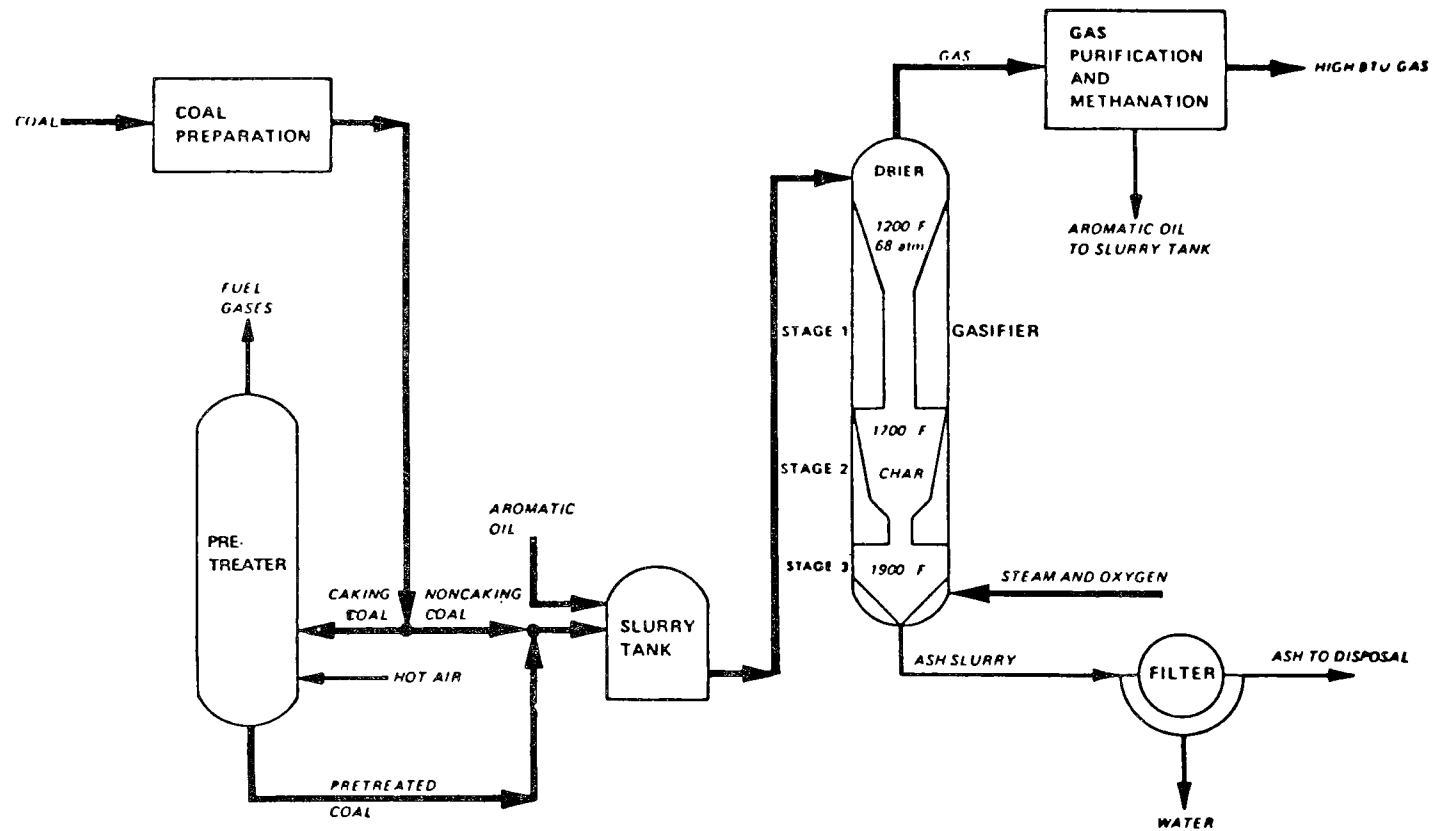 GAS
PURIFICATION
AND
METHANATION
GAS
HIGH BTU GAS
COAL
COAL
PREPARATION
DRIER
1200 F
68 atm
AROMATIC OIL
TO SLURRY TANK
FUEL
GASES
STAGE 1
GASIFIER
1700 F
STAGE 2
CHAR
AROMATIC
OIL
PRE-
TREATER
STAGE 3
1900 F
STEAM AND OXYGEN
CAKING
COAL
NONCAKING
COAL
SLURRY
TANK
HOT AIR
ASH SLURRY
FILTER
ASH TO DISPOSAL
PRETREATED
COAL
WATER